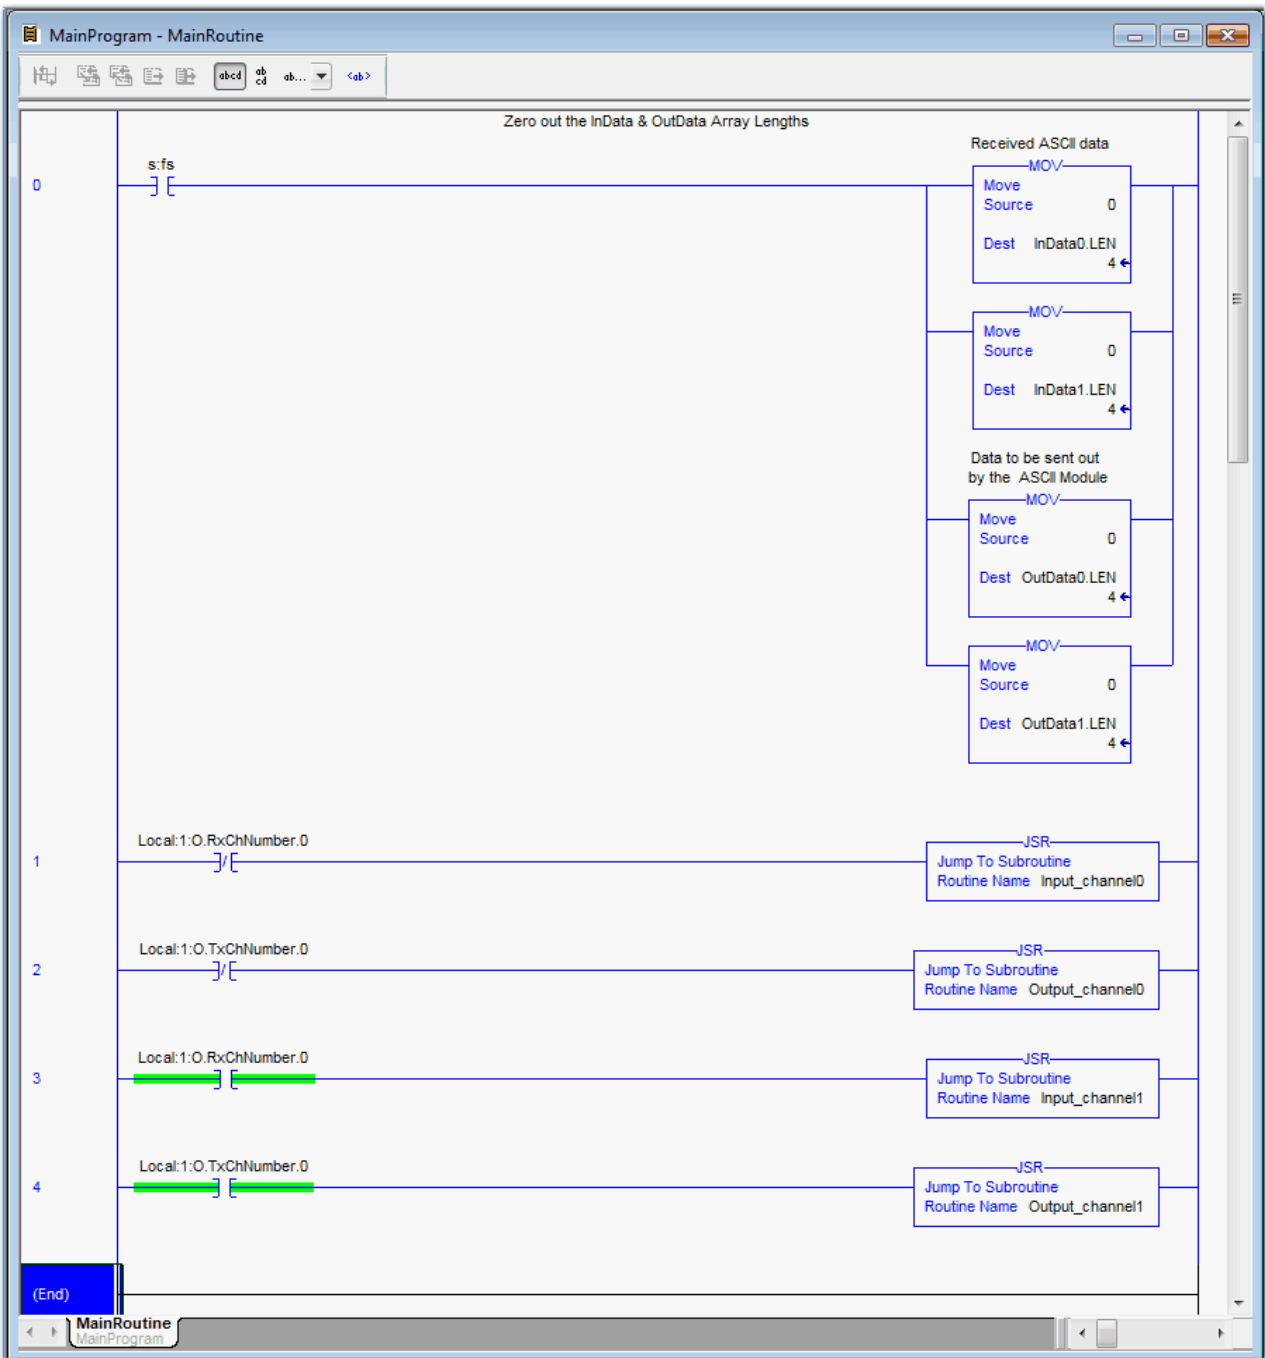 MainProgram - MainRoutine
abcd ab cd ab... <ab>
Zero out the InData & OutData Array Lengths
Received ASCII data
s:fs
MOV
0
Move
Source 0
Dest InData0.LEN
4
MOV
Move
Source 0
Dest InData1.LEN
4
Data to be sent out
by the ASCII Module
MOV
Move
Source 0
Dest OutData0.LEN
4
MOV
Move
Source 0
Dest OutData1.LEN
4
Local:1:O.RxChNumber.0
JSR
1
Jump To Subroutine
Routine Name Input_channel0
Local:1:O.TxChNumber.0
JSR
2
Jump To Subroutine
Routine Name Output_channel0
Local:1:O.RxChNumber.0
JSR
3
Jump To Subroutine
Routine Name Input_channel1
Local:1:O.TxChNumber.0
JSR
4
Jump To Subroutine
Routine Name Output_channel1
(End)
MainRoutine
MainProgram